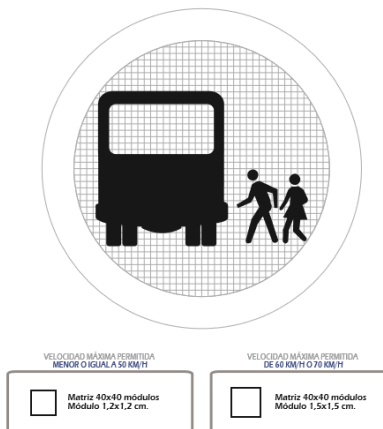 VELOCIDAD MÁXIMA PERMITIDA
MENOR O IGUAL A 50 KM/H
Matriz 40x40 módulos
Módulo 1,2x1,2 cm.
VELOCIDAD MÁXIMA PERMITIDA
DE 60 KM/H O 70 KM/H
Matriz 40x40 módulos
Módulo 1,5x1,5 cm.